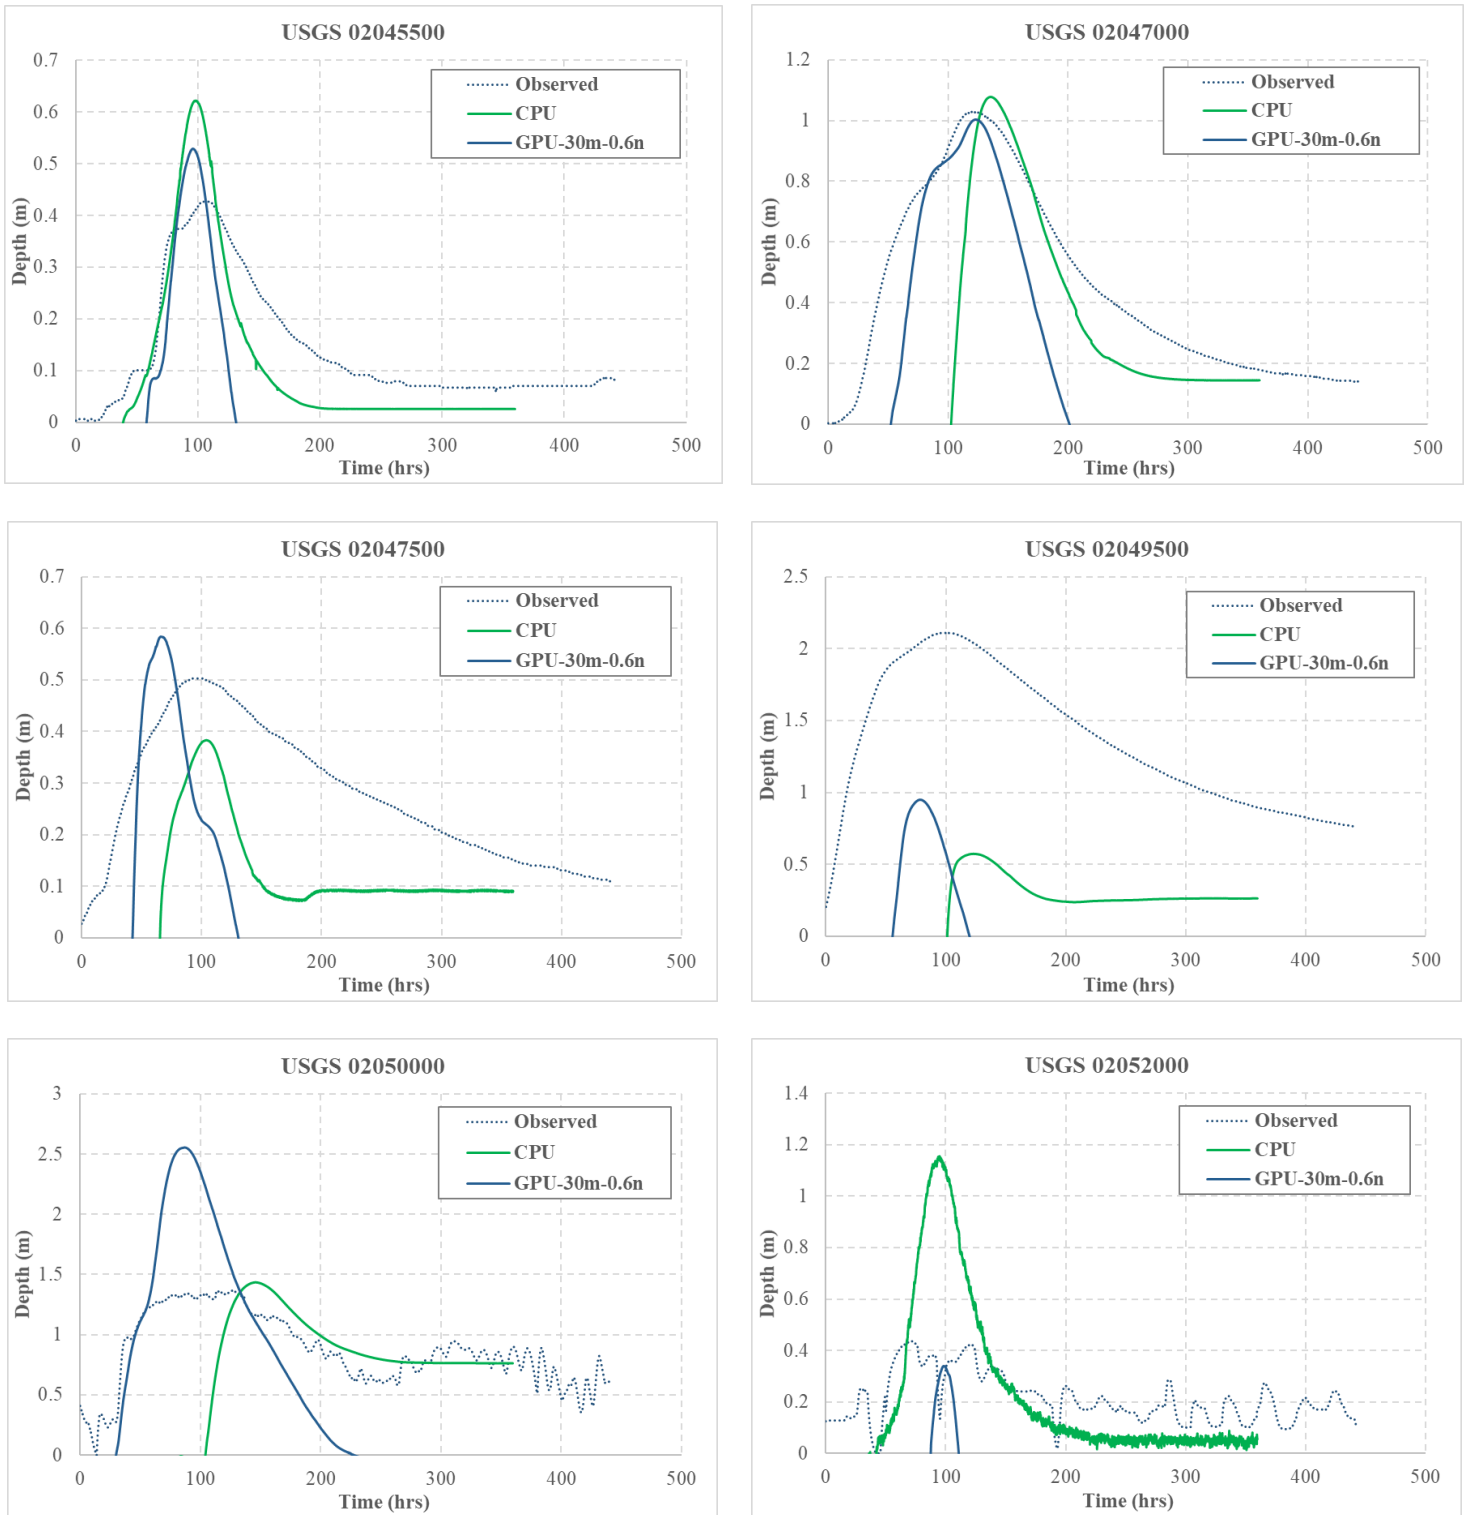 USGS 02045500
0.7
0.6
0.5
0.4
0.3
0.2
0.1
0
Depth (m)
Observed
CPU
GPU-30m-0.6n
0 100 200 300 400 500
Time (hrs)
USGS 02047000
1.2
1
0.8
0.6
0.4
0.2
0
Depth (m)
Observed
CPU
GPU-30m-0.6n
0 100 200 300 400 500
Time (hrs)
USGS 02047500
0.7
0.6
0.5
0.4
0.3
0.2
0.1
0
Depth (m)
Observed
CPU
GPU-30m-0.6n
0 100 200 300 400 500
Time (hrs)
USGS 02049500
2.5
2
1.5
1
0.5
0
Depth (m)
Observed
CPU
GPU-30m-0.6n
0 100 200 300 400 500
Time (hrs)
USGS 02050000
3
2.5
2
1.5
1
0.5
0
Depth (m)
Observed
CPU
GPU-30m-0.6n
0 100 200 300 400 500
Time (hrs)
USGS 02052000
1.4
1.2
1
0.8
0.6
0.4
0.2
0
Depth (m)
Observed
CPU
GPU-30m-0.6n
0 100 200 300 400 500
Time (hrs)